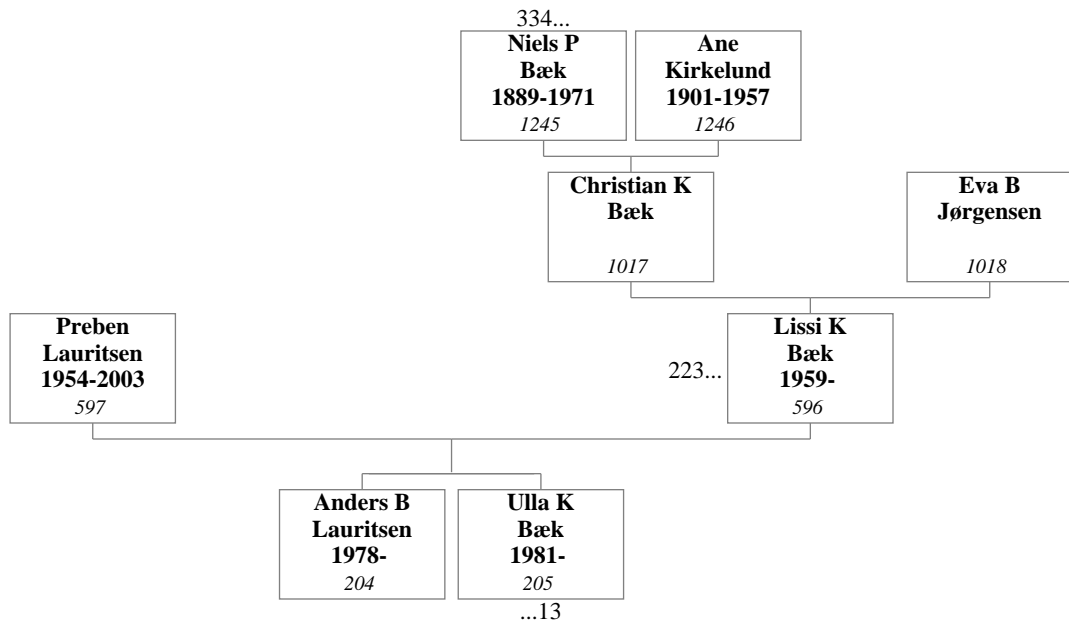 334...
Niels P
Bæk
1889-1971
1245
Ane
Kirkelund
1901-1957
1246
Christian K
Bæk
1017
Eva B
Jørgensen
1018
Preben
Lauritsen
1954-2003
597
223...
Lissi K
Bæk
1959-
596
Anders B
Lauritsen
1978-
204
Ulla K
Bæk
1981-
205
...13